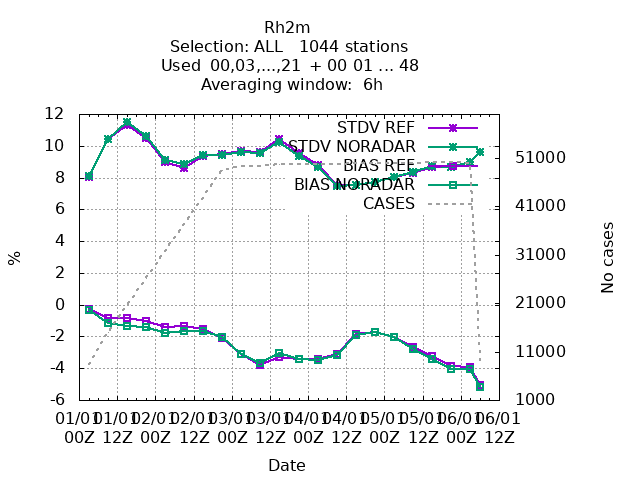 Rh2m
Selection: ALL   1044 stations
Used  00,03,...,21  + 00 01 ... 48
Averaging window:  6h
STDV REF
STDV NORADAR
BIAS REF
BIAS NORADAR
CASES
12
10
8
6
4
2
0
-2
-4
-6
%
51000
41000
31000
21000
11000
1000
No cases
01/01 01/01 02/01 02/01 03/01 03/01 04/01 04/01 05/01 05/01 06/01 06/01
00Z 12Z 00Z 12Z 00Z 12Z 00Z 12Z 00Z 12Z 00Z 12Z
Date